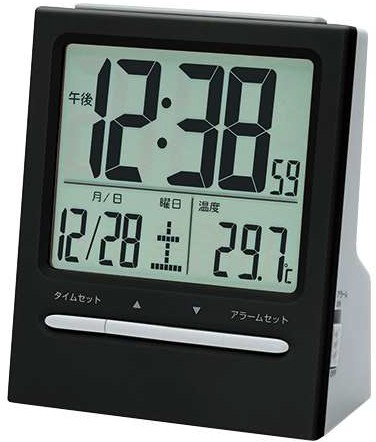 午後 12:38 59
月/日 曜日 温度
12/28 土 29.7℃
タイムセット ▲ ▼ アラームセット